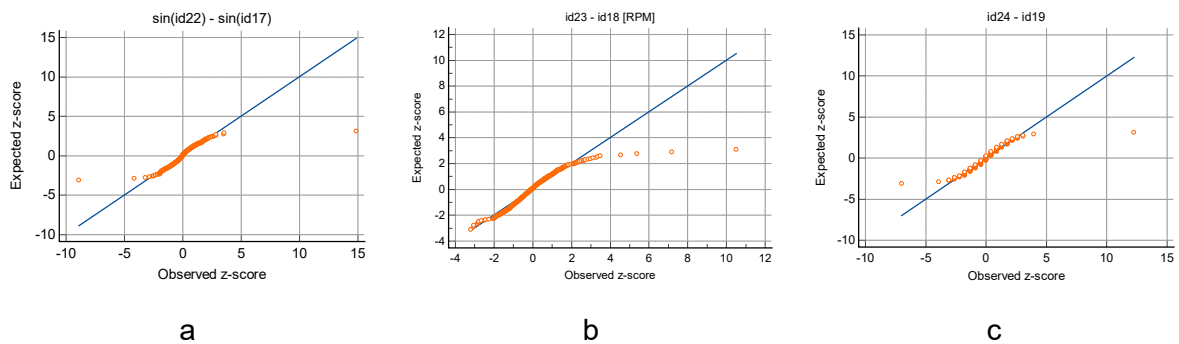 sin(id22) - sin(id17)
15
10
5
0
-5
-10
Expected z-score
-10 -5 0 5 10 15
Observed z-score
a
id23 - id18 [RPM]
12
10
8
6
4
2
0
-2
-4
Expected z-score
-4 -2 0 2 4 6 8 10 12
Observed z-score
b
id24 - id19
15
10
5
0
-5
-10
Expected z-score
-10 -5 0 5 10 15
Observed z-score
c